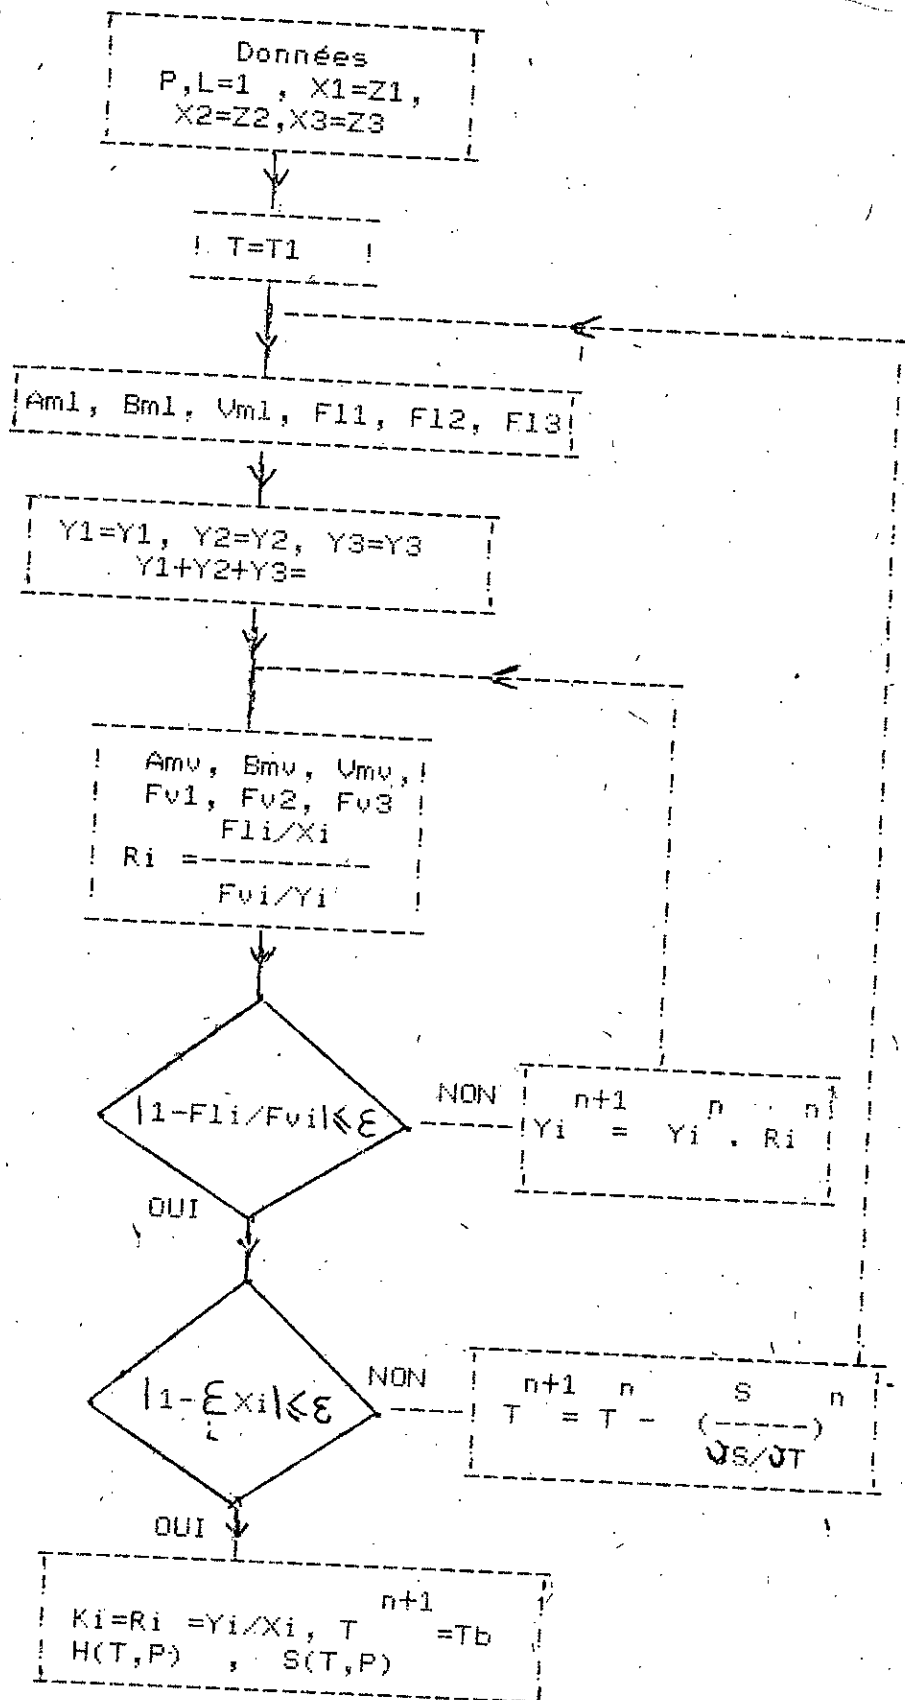 Données
P,L=1 , X1=Z1,
X2=Z2,X3=Z3
T=T1
Aml, Bml, Vml, Fl1, Fl2, Fl3
Y1=Y1, Y2=Y2, Y3=Y3
Y1+Y2+Y3=
Amv, Bmv, Vmv,
Fv1, Fv2, Fv3
Fli/Xi
Ri =---------
Fvi/Yi
|1-Fli/Fvi|⩽ε
NON
n+1 n n
Yi = Yi . Ri
OUI
|1-Σ Xi|⩽ε
i
NON
n+1 n S n
T = T - (------)
∂S/∂T
OUI
n+1
Ki=Ri =Yi/Xi, T =Tb
H(T,P) , S(T,P)